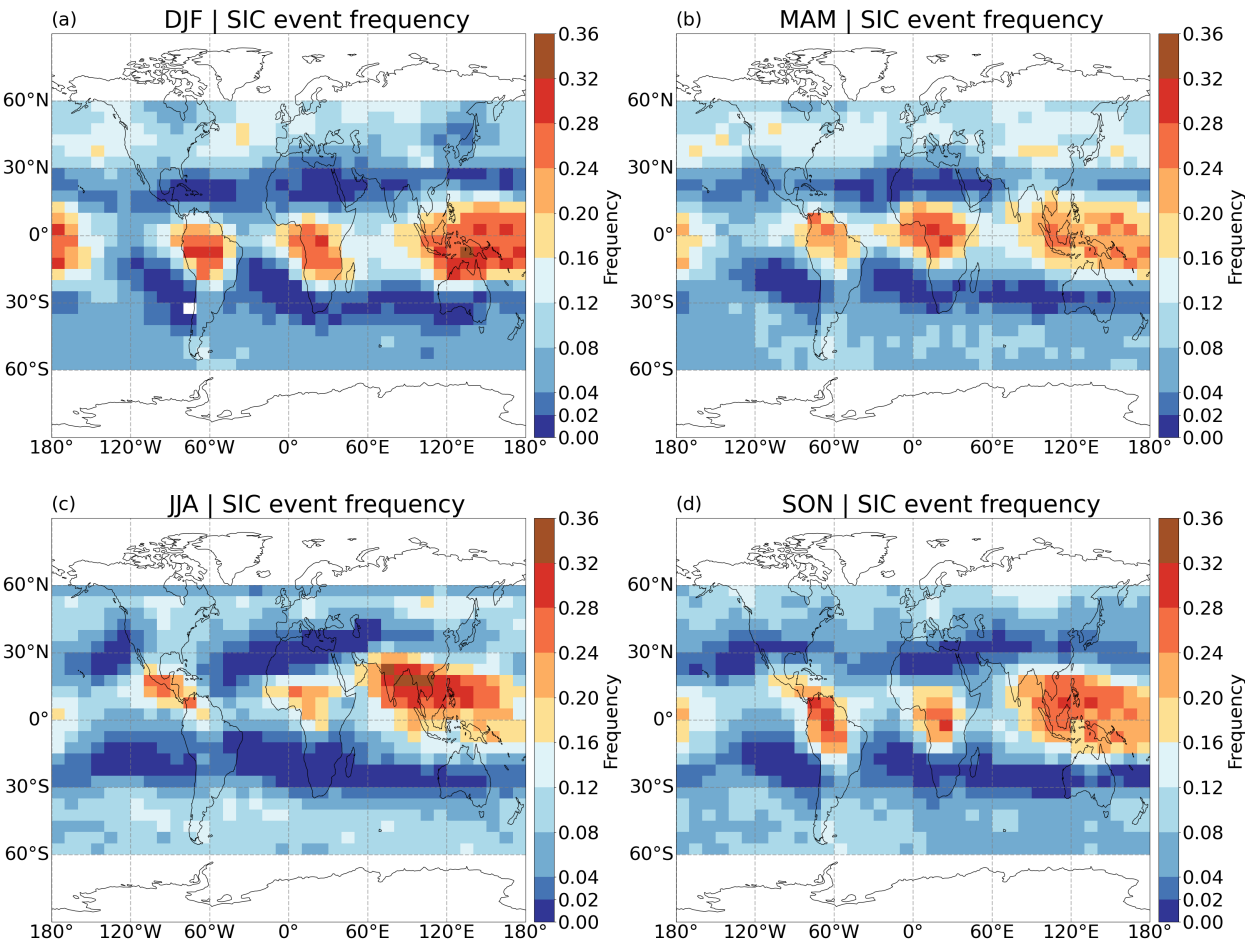 (a) DJF | SIC event frequency
(b) MAM | SIC event frequency
60°N
30°N
0°
30°S
60°S
180° 120°W 60°W 0° 60°E 120°E 180°
0.36
0.32
0.28
0.24
0.20
0.16
0.12
0.08
0.04
0.02
0.00
Frequency
60°N
30°N
0°
30°S
60°S
180° 120°W 60°W 0° 60°E 120°E 180°
0.36
0.32
0.28
0.24
0.20
0.16
0.12
0.08
0.04
0.02
0.00
Frequency
(c) JJA | SIC event frequency
(d) SON | SIC event frequency
60°N
30°N
0°
30°S
60°S
180° 120°W 60°W 0° 60°E 120°E 180°
0.36
0.32
0.28
0.24
0.20
0.16
0.12
0.08
0.04
0.02
0.00
Frequency
60°N
30°N
0°
30°S
60°S
180° 120°W 60°W 0° 60°E 120°E 180°
0.36
0.32
0.28
0.24
0.20
0.16
0.12
0.08
0.04
0.02
0.00
Frequency